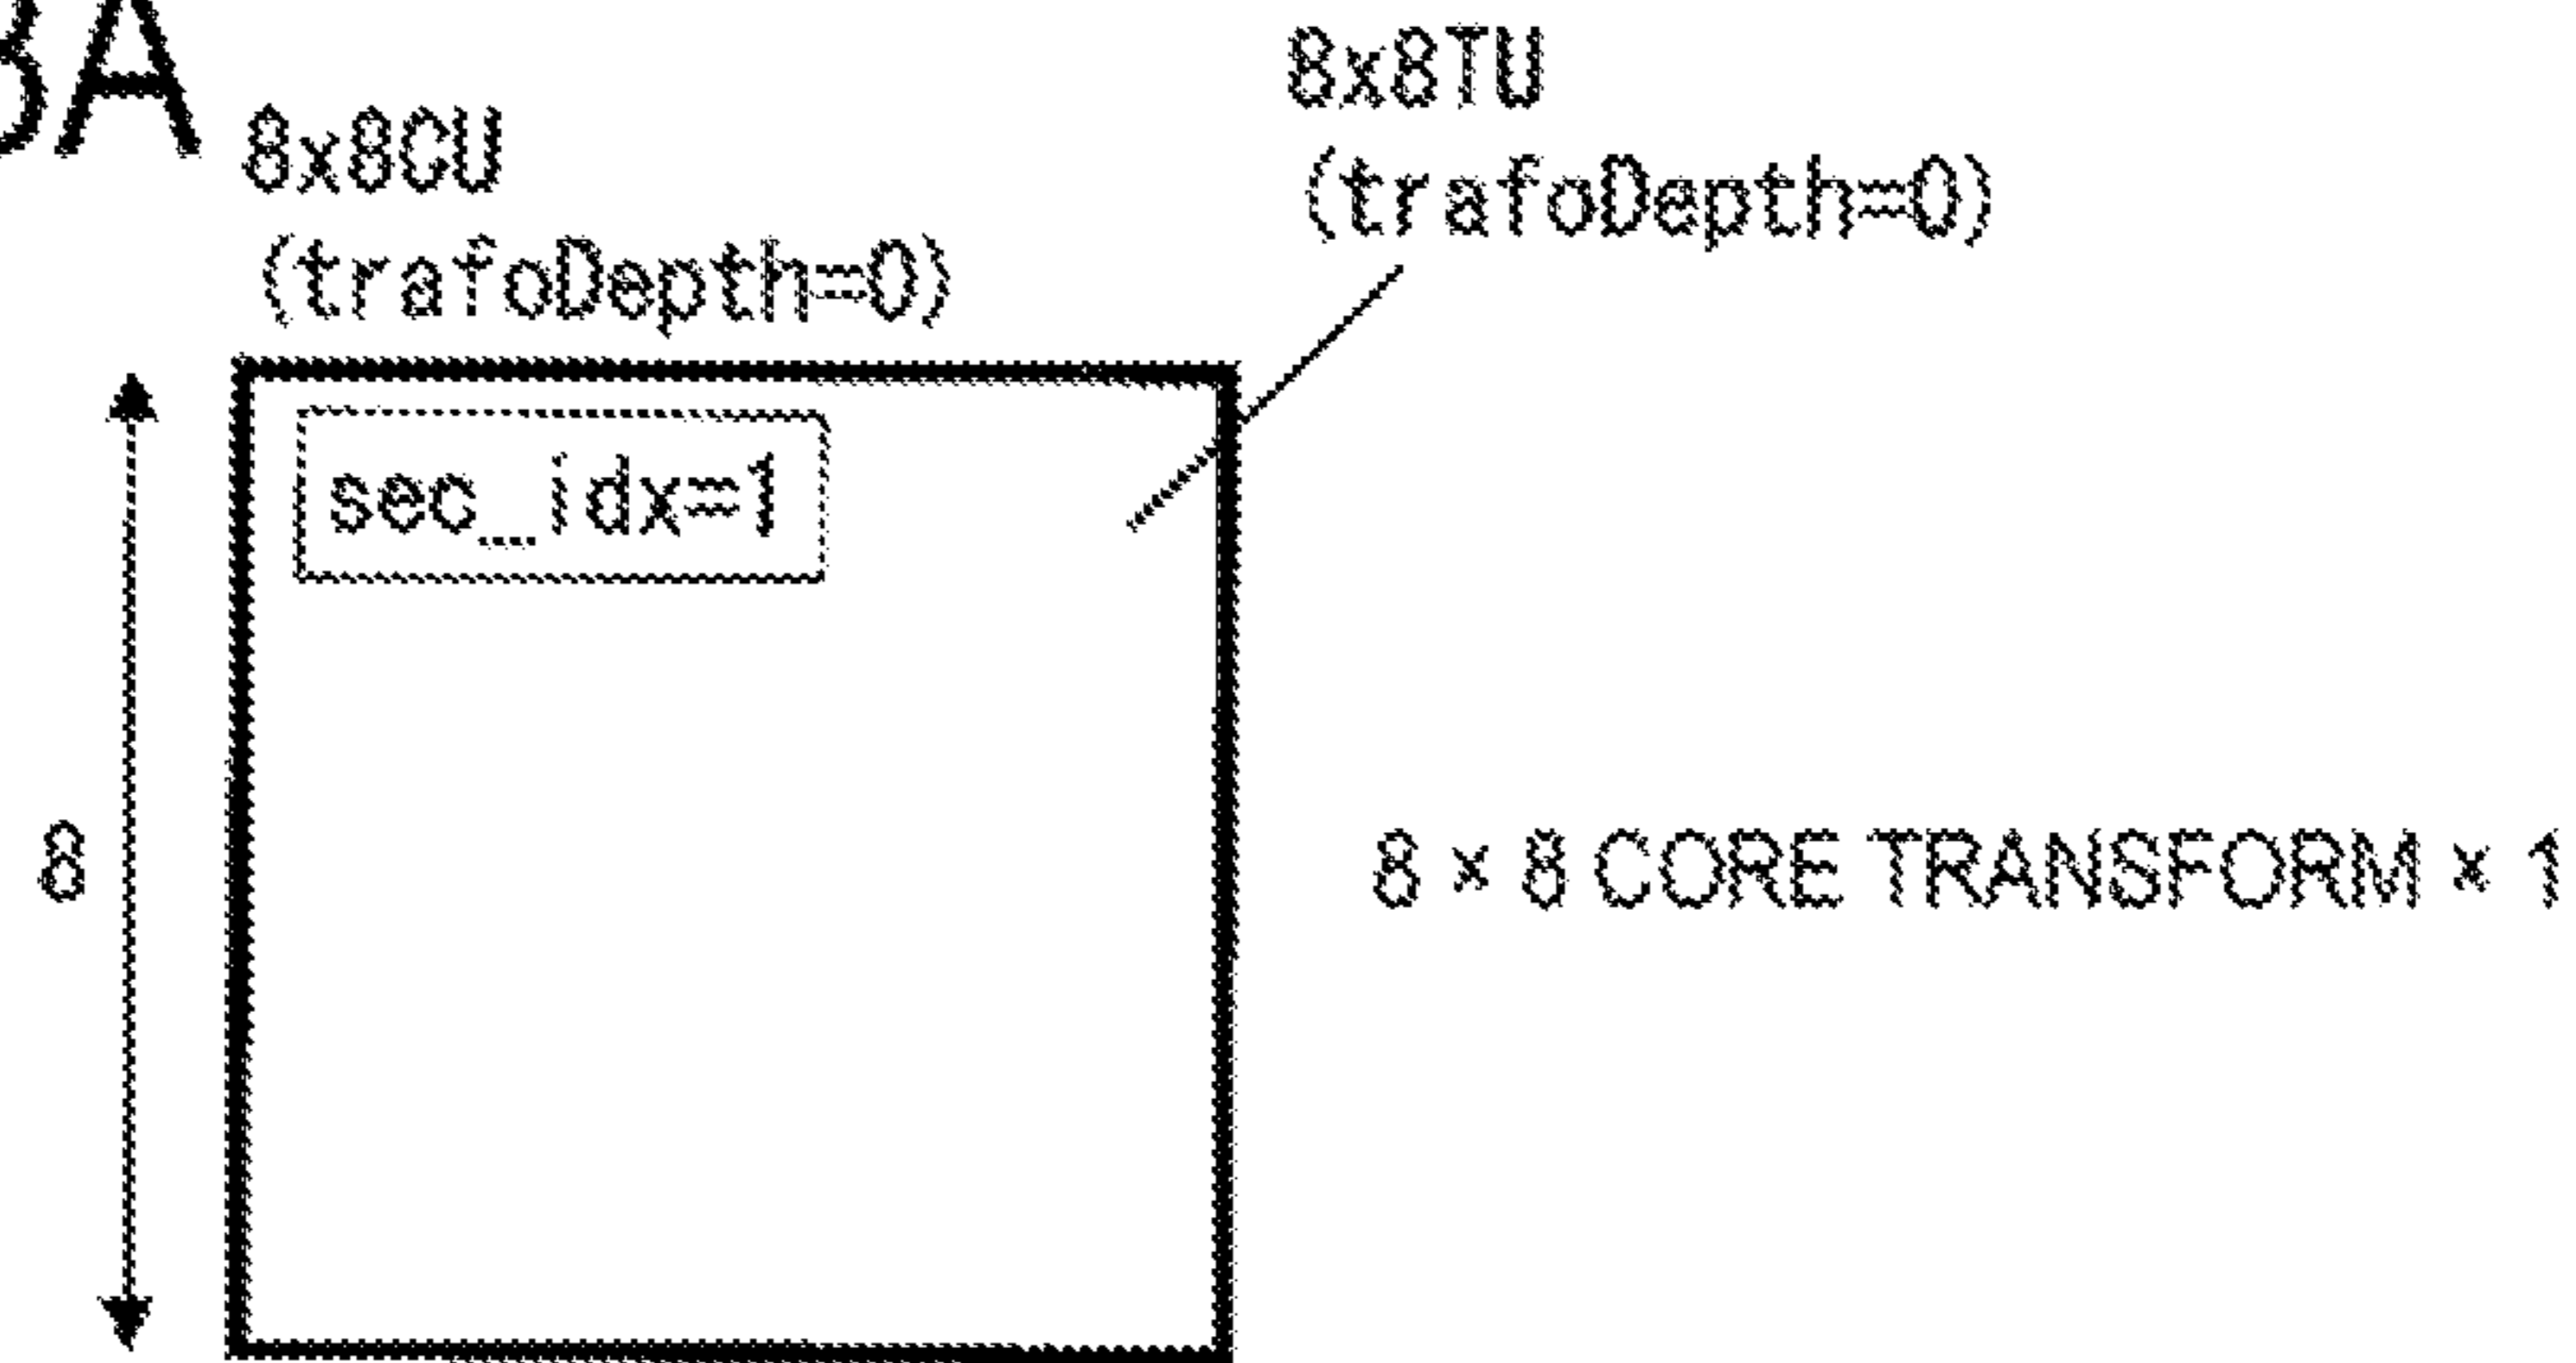 3A
8x8CU
(trafoDepth=0)
8x8TU
(trafoDepth=0)
sec_idx=1
8
8 × 8 CORE TRANSFORM × 1